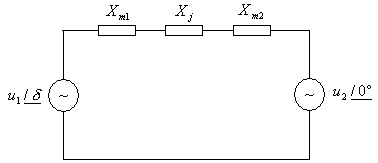 X_{m1} X_j X_{m2}
u_1 /δ ~ ~ u_2 /0°